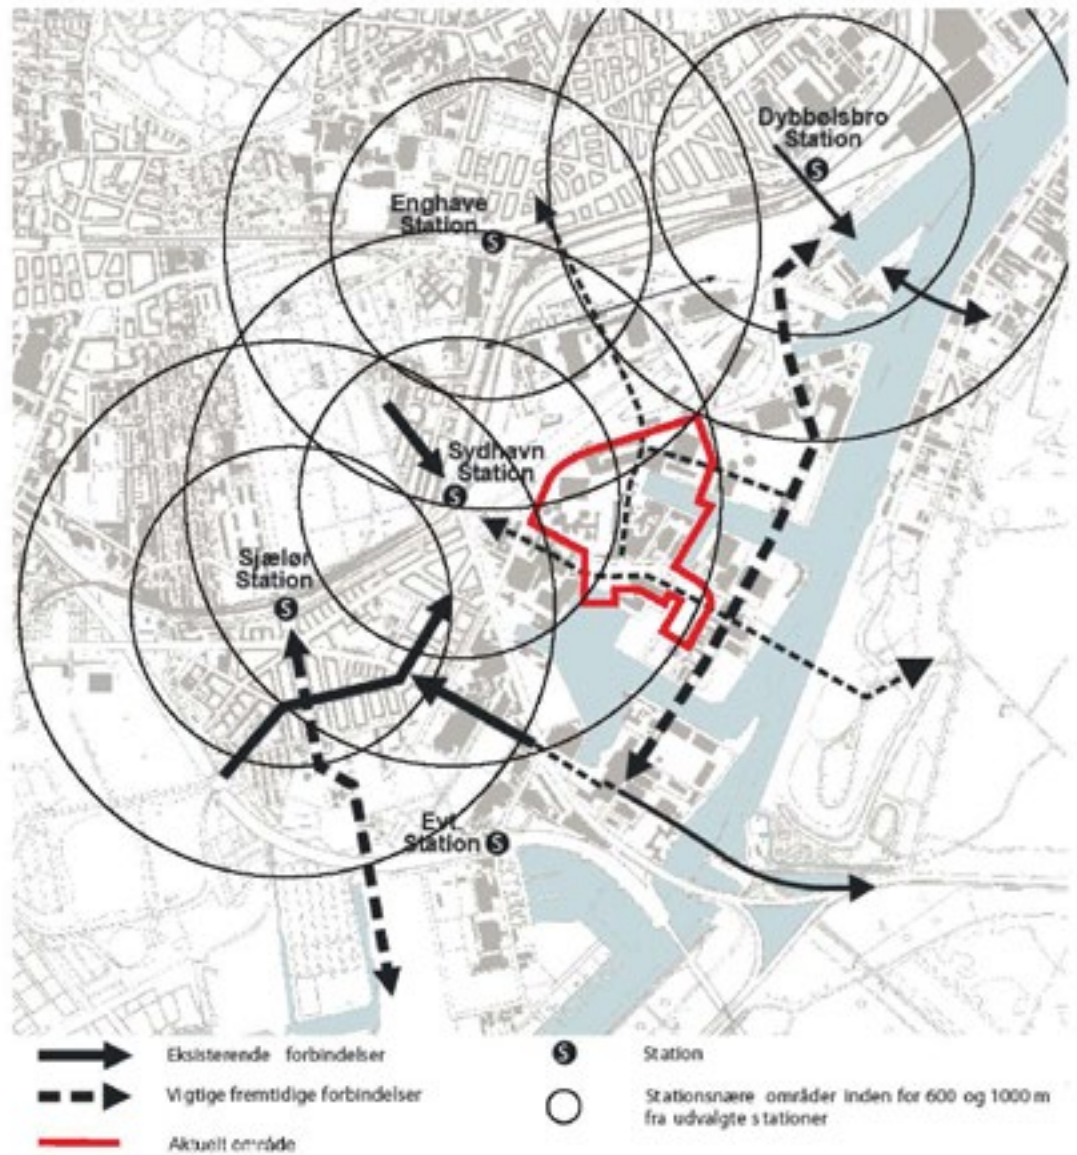 Dybbølsbro
Station
S
Enghave
Station
S
Sydhavn
Station
S
Sjælør
Station
S
Evt.
Station S
Eksisterende forbindelser
Vigtige fremtidige forbindelser
Aktuelt område
S Station
Stationsnære områder inden for 600 og 1000 m
fra udvalgte stationer